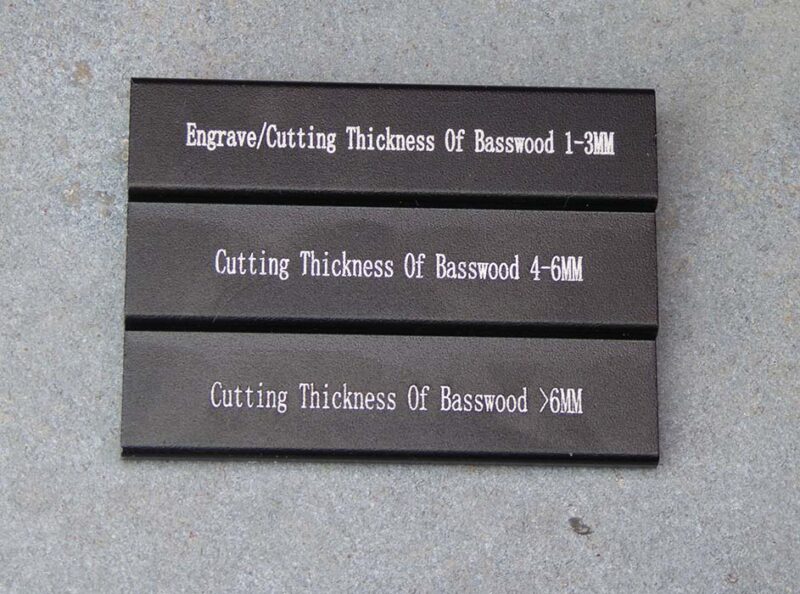 Engrave/Cutting Thickness Of Basswood 1-3MM
Cutting Thickness Of Basswood 4-6MM
Cutting Thickness Of Basswood >6MM